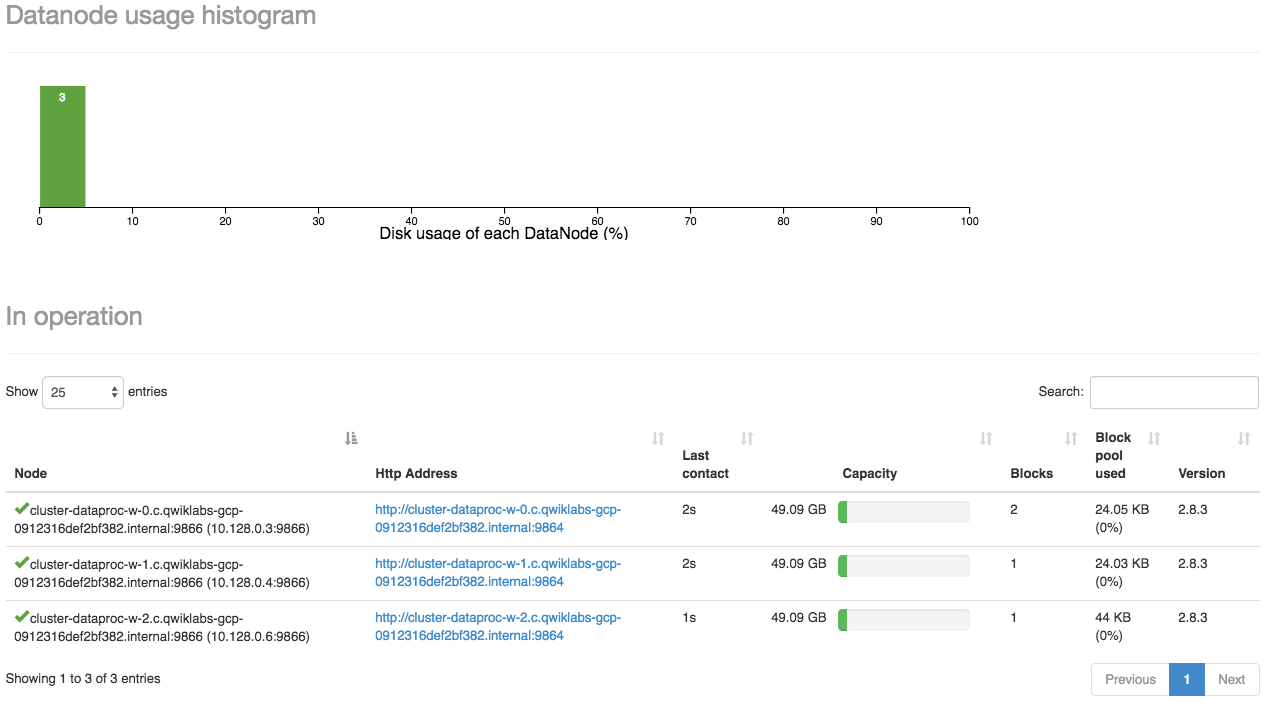 Datanode usage histogram
3
0 10 20 30 40 50 60 70 80 90 100
Disk usage of each DataNode (%)
In operation
Show 25 entries
Search:
Node
Http Address
Last
contact
Capacity
Blocks
Block
pool
used
Version
cluster-dataproc-w-0.c.qwiklabs-gcp-
0912316def2bf382.internal:9866 (10.128.0.3:9866)
http://cluster-dataproc-w-0.c.qwiklabs-gcp-
0912316def2bf382.internal:9864
2s
49.09 GB
2
24.05 KB
(0%)
2.8.3
cluster-dataproc-w-1.c.qwiklabs-gcp-
0912316def2bf382.internal:9866 (10.128.0.4:9866)
http://cluster-dataproc-w-1.c.qwiklabs-gcp-
0912316def2bf382.internal:9864
2s
49.09 GB
1
24.03 KB
(0%)
2.8.3
cluster-dataproc-w-2.c.qwiklabs-gcp-
0912316def2bf382.internal:9866 (10.128.0.6:9866)
http://cluster-dataproc-w-2.c.qwiklabs-gcp-
0912316def2bf382.internal:9864
1s
49.09 GB
1
44 KB
(0%)
2.8.3
Showing 1 to 3 of 3 entries
Previous 1 Next